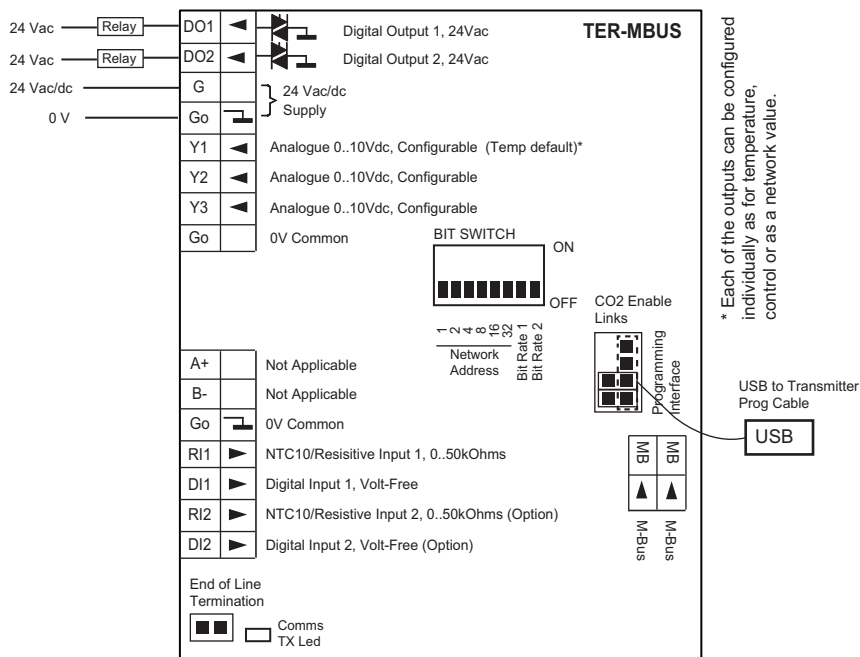 TER-MBUS
24 Vac
Relay
DO1
Digital Output 1, 24Vac
24 Vac
Relay
DO2
Digital Output 2, 24Vac
24 Vac/dc
G
24 Vac/dc
Supply
0 V
Go
Y1
Analogue 0..10Vdc, Configurable (Temp default)*
Y2
Analogue 0..10Vdc, Configurable
Y3
Analogue 0..10Vdc, Configurable
Go
0V Common
* Each of the outputs can be configured
individually as for temperature,
control or as a network value.
BIT SWITCH
ON
OFF
1
2
4
8
16
32
Bit Rate 1
Bit Rate 2
Network
Address
CO2 Enable
Links
Programming
Interface
USB to Transmitter
Prog Cable
USB
A+
Not Applicable
B-
Not Applicable
Go
0V Common
RI1
NTC10/Resisitive Input 1, 0..50kOhms
DI1
Digital Input 1, Volt-Free
RI2
NTC10/Resistive Input 2, 0..50kOhms (Option)
DI2
Digital Input 2, Volt-Free (Option)
MB
MB
M-Bus
M-Bus
End of Line
Termination
Comms
TX Led